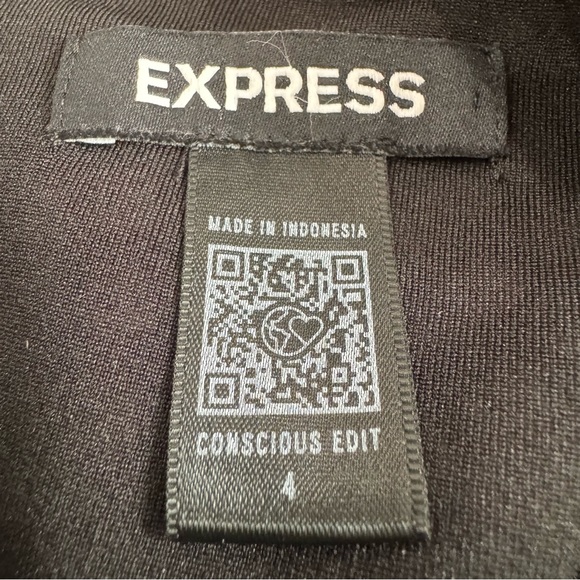 EXPRESS
MADE IN INDONESIA
CONSCIOUS EDIT
4